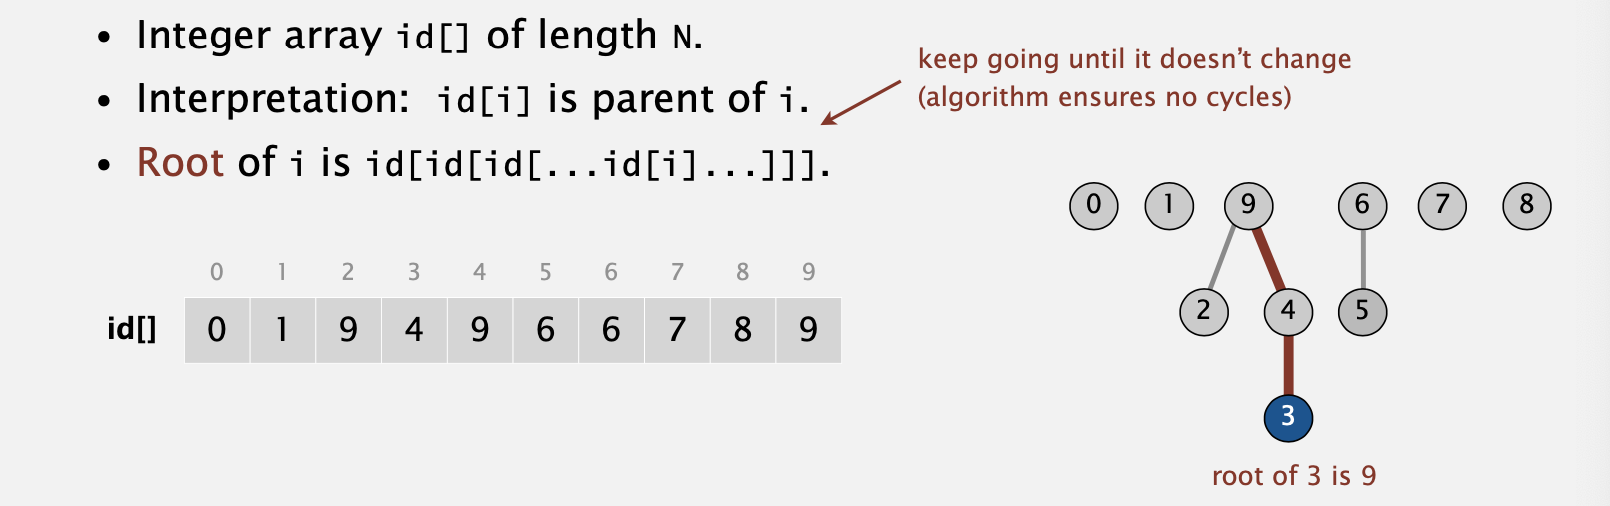 • Integer array id[] of length N.
• Interpretation: id[i] is parent of i.
• Root of i is id[id[id[...id[i]...]]].
keep going until it doesn’t change
(algorithm ensures no cycles)
0 1 2 3 4 5 6 7 8 9
id[] 0 1 9 4 9 6 6 7 8 9
0 1 9 6 7 8
2 4 5
3
root of 3 is 9